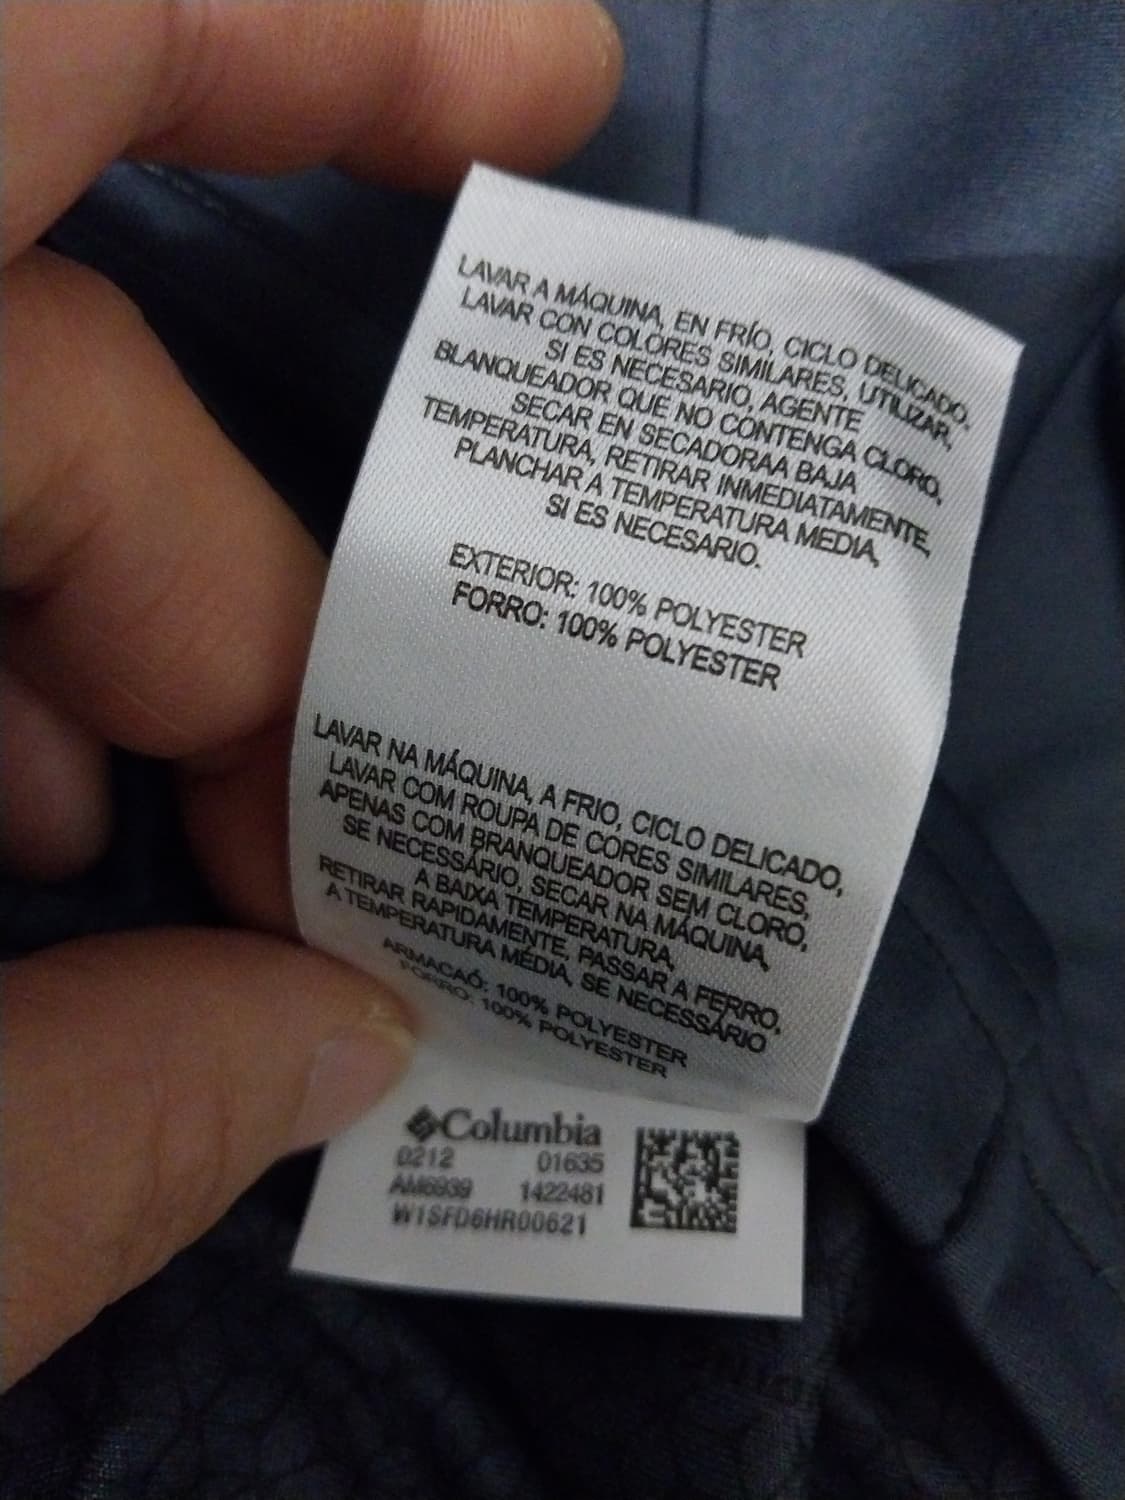 LAVAR A MÁQUINA, EN FRÍO, CICLO DELICADO.
LAVAR CON COLORES SIMILARES, UTILIZAR,
SI ES NECESARIO, AGENTE
BLANQUEADOR QUE NO CONTENGA CLORO,
SECAR EN SECADORAA BAJA
TEMPERATURA, RETIRAR INMEDIATAMENTE,
PLANCHAR A TEMPERATURA MEDIA,
SI ES NECESARIO.
EXTERIOR: 100% POLYESTER
FORRO: 100% POLYESTER
LAVAR NA MÁQUINA, A FRIO, CICLO DELICADO,
LAVAR COM ROUPA DE CORES SIMILARES,
APENAS COM BRANQUEADOR SEM CLORO,
SE NECESSÁRIO, SECAR NA MÁQUINA,
A BAIXA TEMPERATURA,
RETIRAR RAPIDAMENTE, PASSAR A FERRO,
A TEMPERATURA MÉDIA, SE NECESSÁRIO
ARMACAÓ: 100% POLYESTER
FORRO: 100% POLYESTER
Columbia
0212 01635
AM6939 1422481
W1SFD6HR00621